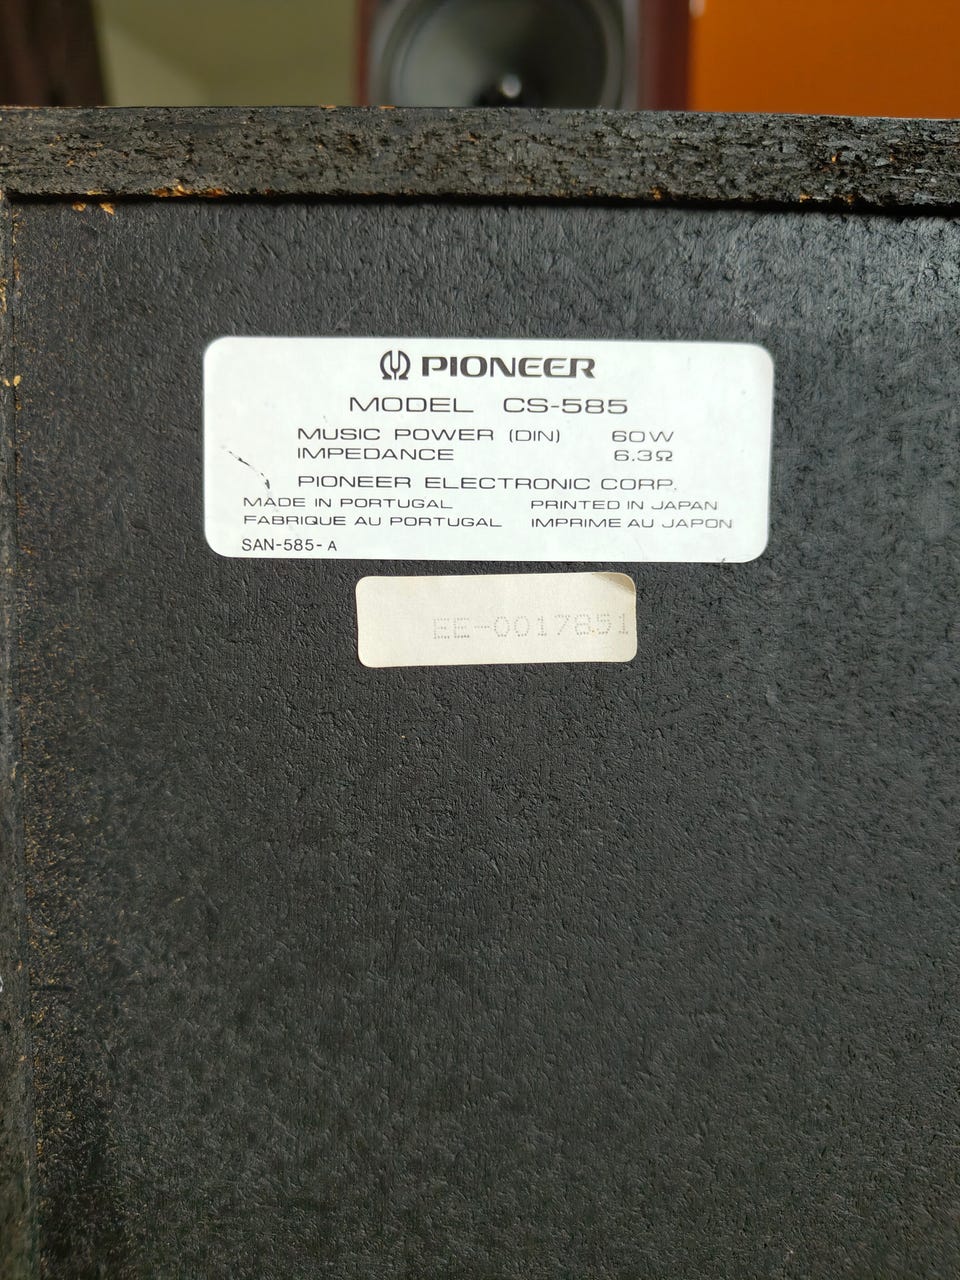 PIONEER
MODEL CS-585
MUSIC POWER (DIN) 60W
IMPEDANCE 6.3Ω
PIONEER ELECTRONIC CORP.
MADE IN PORTUGAL PRINTED IN JAPAN
FABRIQUE AU PORTUGAL IMPRIME AU JAPON
SAN-585-A
EE-0017851